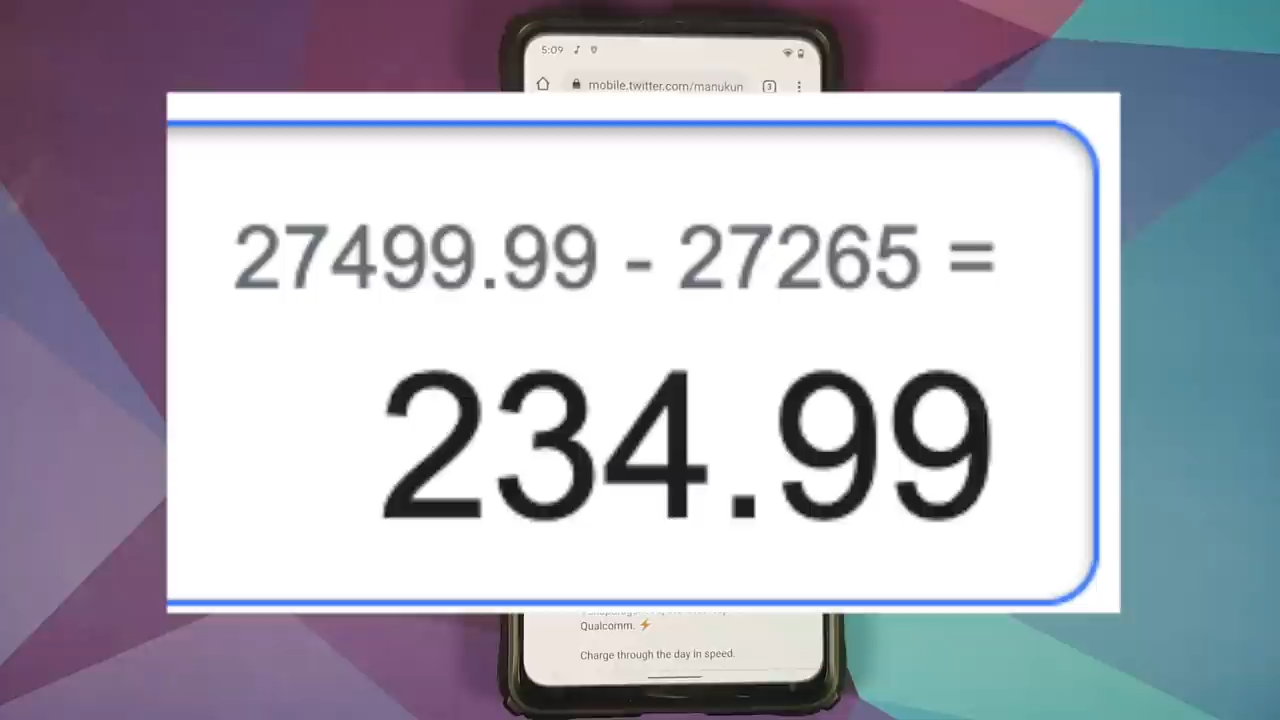 5:09
mobile.twitter.com/manukun
3
27499.99 - 27265 =
234.99
Qualcomm. ⚡
Charge through the day in speed.